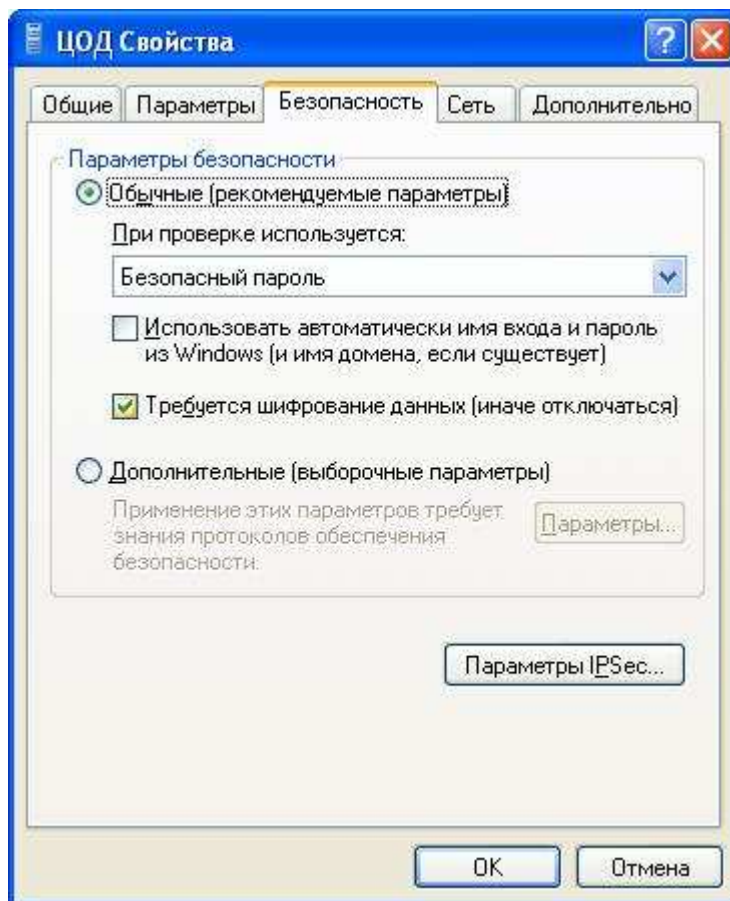 ЦОД Свойства
Общие
Параметры
Безопасность
Сеть
Дополнительно
Параметры безопасности
Обычные (рекомендуемые параметры)
При проверке используется:
Безопасный пароль
Использовать автоматически имя входа и пароль
из Windows (и имя домена, если существует)
Требуется шифрование данных (иначе отключаться)
Дополнительные (выборочные параметры)
Применение этих параметров требует
знания протоколов обеспечения
безопасности.
Параметры...
Параметры IPSec...
OK
Отмена